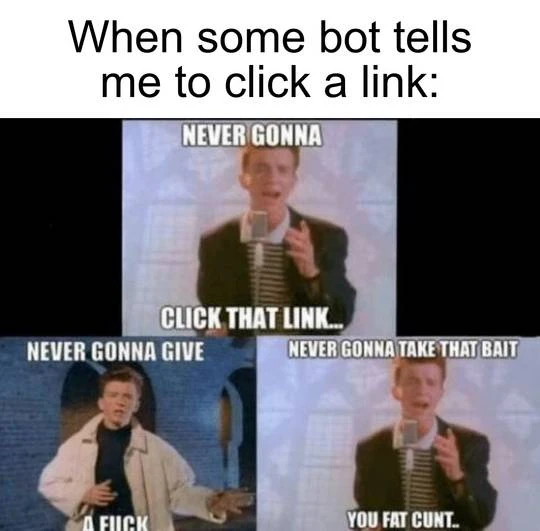 When some bot tells
me to click a link:
NEVER GONNA
CLICK THAT LINK...
NEVER GONNA GIVE
A FUCK
NEVER GONNA TAKE THAT BAIT
YOU FAT CUNT..